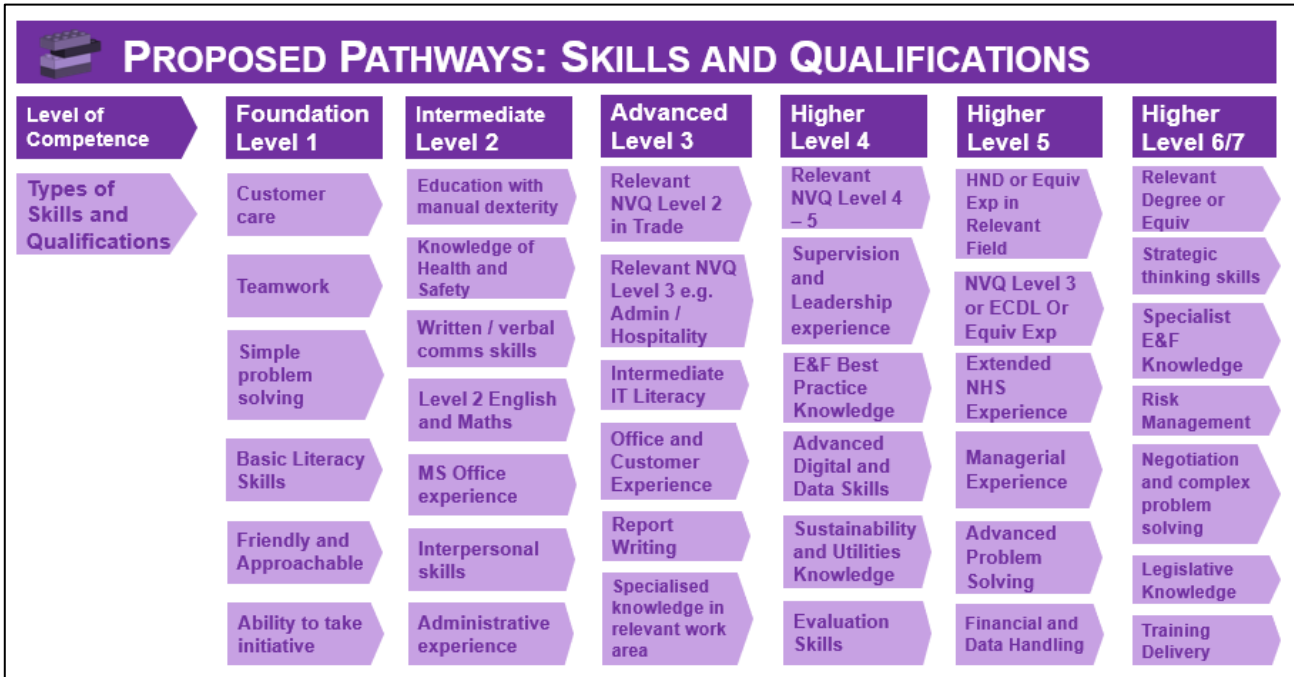 PROPOSED PATHWAYS: SKILLS AND QUALIFICATIONS
Level of
Competence
Types of
Skills and
Qualifications
Foundation
Level 1
Customer
care
Teamwork
Simple
problem
solving
Basic Literacy
Skills
Friendly and
Approachable
Ability to take
initiative
Intermediate
Level 2
Education with
manual dexterity
Knowledge of
Health and
Safety
Written / verbal
comms skills
Level 2 English
and Maths
MS Office
experience
Interpersonal
skills
Administrative
experience
Advanced
Level 3
Relevant
NVQ Level 2
in Trade
Relevant NVQ
Level 3 e.g.
Admin /
Hospitality
Intermediate
IT Literacy
Office and
Customer
Experience
Report
Writing
Specialised
knowledge in
relevant work
area
Higher
Level 4
Relevant
NVQ Level 4
– 5
Supervision
and
Leadership
experience
E&F Best
Practice
Knowledge
Advanced
Digital and
Data Skills
Sustainability
and Utilities
Knowledge
Evaluation
Skills
Higher
Level 5
HND or Equiv
Exp in
Relevant
Field
NVQ Level 3
or ECDL Or
Equiv Exp
Extended
NHS
Experience
Managerial
Experience
Advanced
Problem
Solving
Financial and
Data Handling
Higher
Level 6/7
Relevant
Degree or
Equiv
Strategic
thinking skills
Specialist
E&F
Knowledge
Risk
Management
Negotiation
and complex
problem
solving
Legislative
Knowledge
Training
Delivery